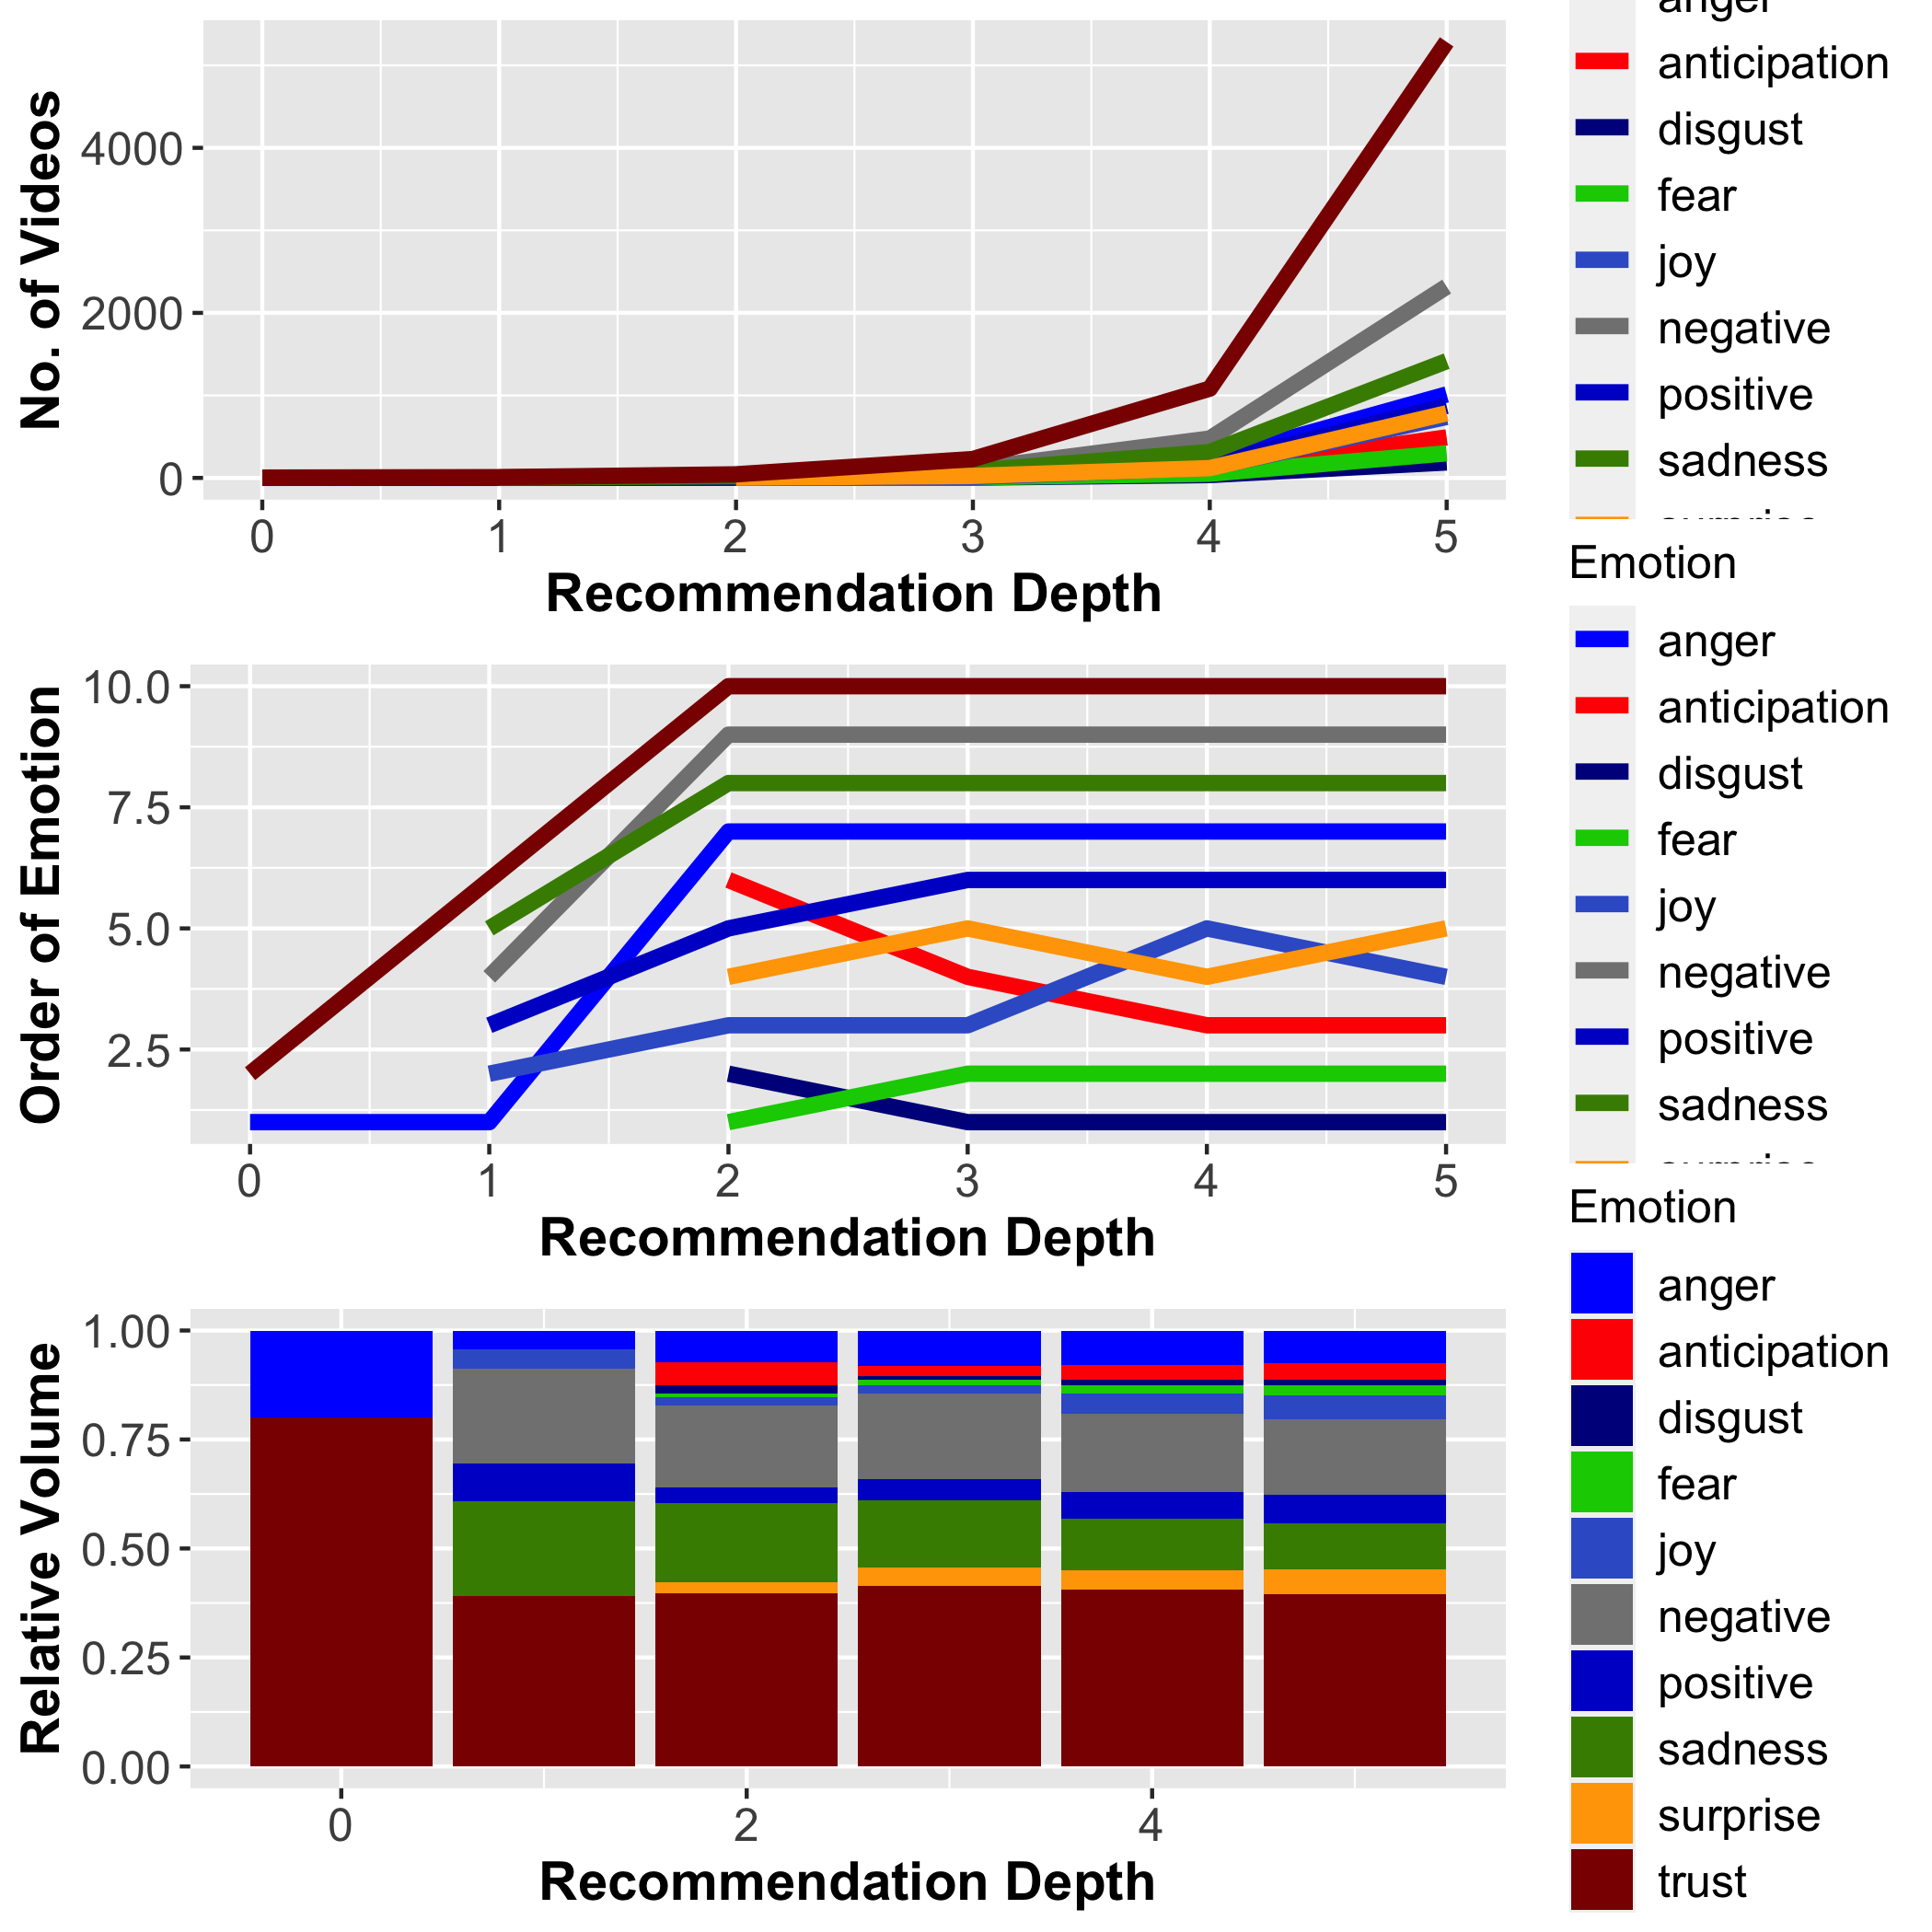 No. of Videos
4000
2000
0
0 1 2 3 4 5
Recommendation Depth
anticipation
disgust
fear
joy
negative
positive
sadness
Order of Emotion
10.0
7.5
5.0
2.5
0 1 2 3 4 5
Recommendation Depth
Emotion
anger
anticipation
disgust
fear
joy
negative
positive
sadness
Relative Volume
1.00
0.75
0.50
0.25
0.00
0 2 4
Recommendation Depth
Emotion
anger
anticipation
disgust
fear
joy
negative
positive
sadness
surprise
trust